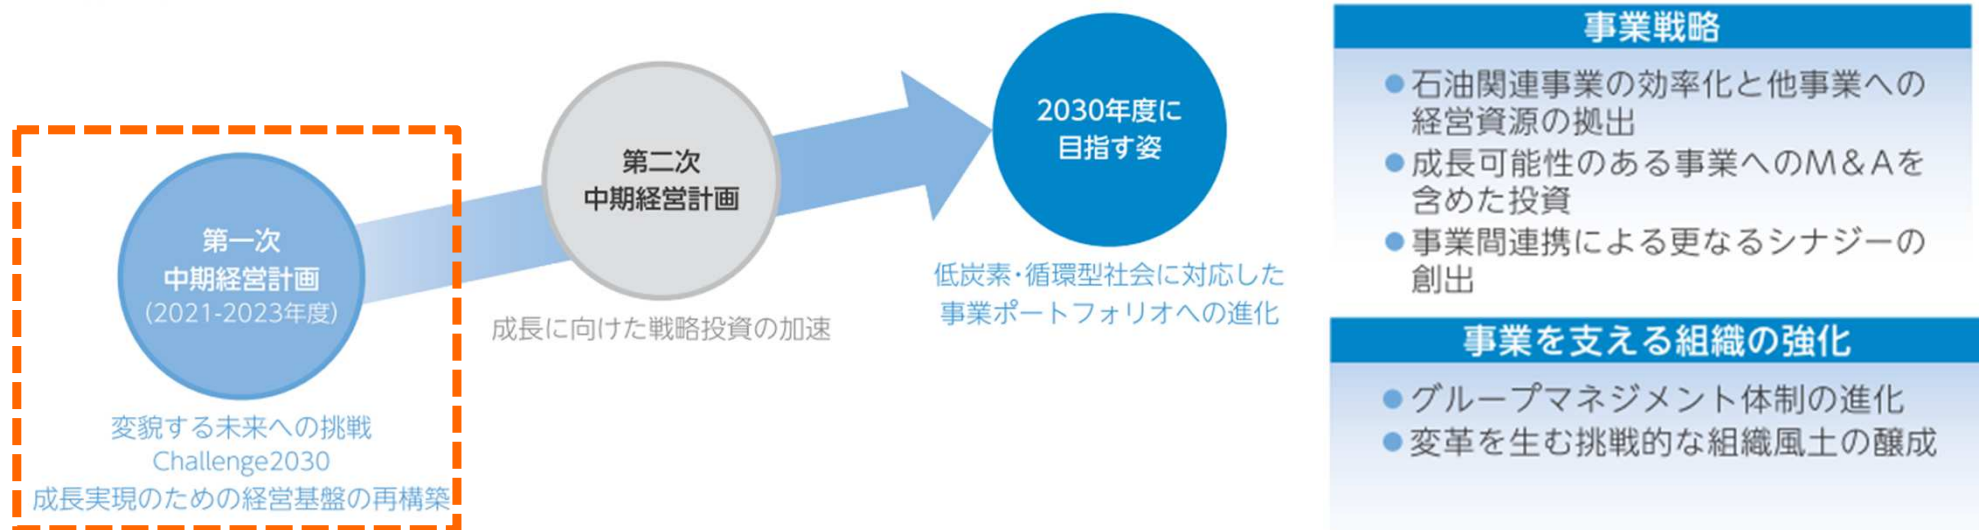 第一次
中期経営計画
(2021-2023年度)
変貌する未来への挑戦
Challenge2030
成長実現のための経営基盤の再構築
第二次
中期経営計画
成長に向けた戦略投資の加速
2030年度に
目指す姿
低炭素・循環型社会に対応した
事業ポートフォリオへの進化
事業戦略
●石油関連事業の効率化と他事業への
経営資源の拠出
●成長可能性のある事業へのM&Aを
含めた投資
●事業間連携による更なるシナジーの
創出
事業を支える組織の強化
●グループマネジメント体制の進化
●変革を生む挑戦的な組織風土の醸成